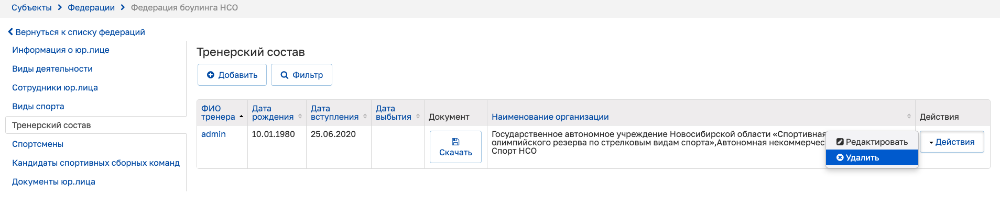 Субъекты
Федерации
Федерация боулинга НСО
Вернуться к списку федераций
Информация о юр.лице
Виды деятельности
Сотрудники юр.лица
Виды спорта
Тренерский состав
Спортсмены
Кандидаты спортивных сборных команд
Документы юр.лица
Тренерский состав
Добавить
Фильтр
ФИО
тренера
Дата
рождения
Дата
вступления
Дата
выбытия
Документ
Наименование организации
Действия
admin
10.01.1980
25.06.2020
Скачать
Государственное автономное учреждение Новосибирской области «Спортивная
олимпийского резерва по стрелковым видам спорта»,Автономная
Спорт НСО
Редактировать
Удалить
Действия